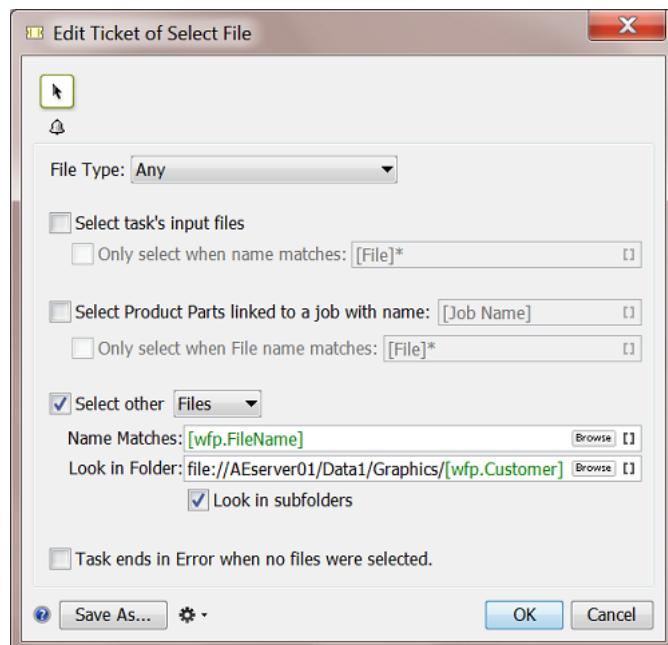 Edit Ticket of Select File
File Type: Any
Select task's input files
Only select when name matches: [File]* []
Select Product Parts linked to a job with name: [Job Name] []
Only select when File name matches: [File]* []
Select other Files
Name Matches: [wfp.FileName] Browse []
Look in Folder: file://AEserver01/Data1/Graphics/[wfp.Customer] Browse []
Look in subfolders
Task ends in Error when no files were selected.
? Save As... OK Cancel